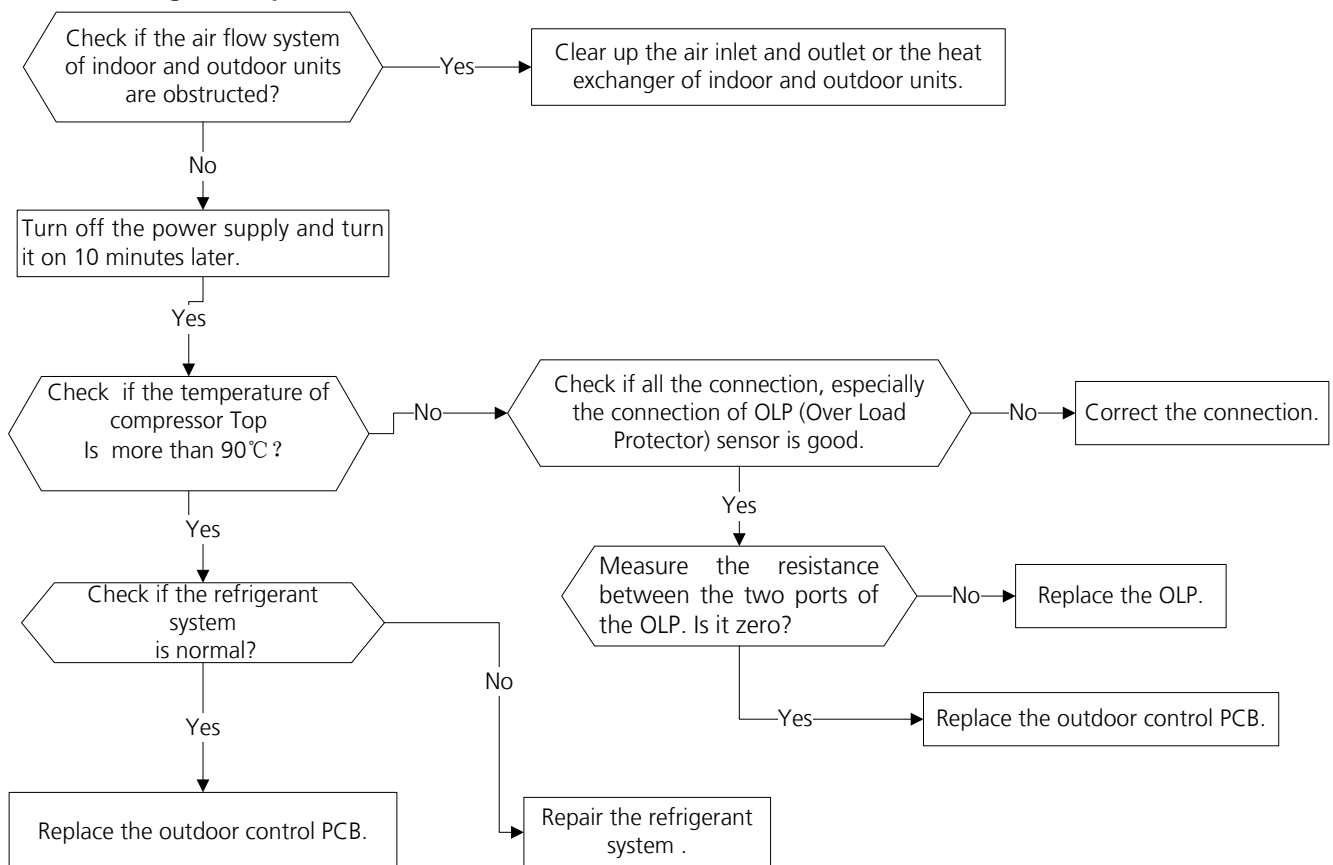 Check if the air flow system
of indoor and outdoor units
are obstructed?
Yes
Clear up the air inlet and outlet or the heat
exchanger of indoor and outdoor units.
No
Turn off the power supply and turn
it on 10 minutes later.
Yes
Check if the temperature of
compressor Top
Is more than 90℃?
No
Check if all the connection, especially
the connection of OLP (Over Load
Protector) sensor is good.
No
Correct the connection.
Yes
Yes
Measure the resistance
between the two ports of
the OLP. Is it zero?
No
Replace the OLP.
Check if the refrigerant
system
is normal?
No
Yes
Replace the outdoor control PCB.
Yes
Replace the outdoor control PCB.
Repair the refrigerant
system .